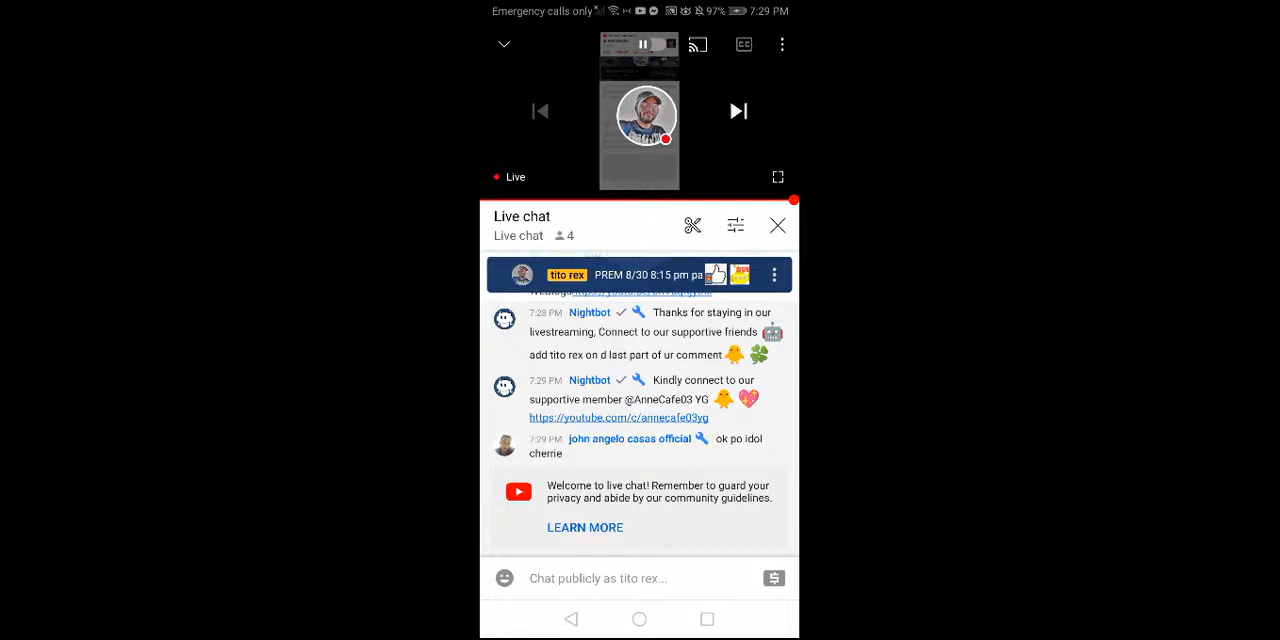 Emergency calls only 97% 7:29 PM
CC
Live
Live chat
Live chat 4
tito rex PREM 8/30 8:15 pm pa
7:28 PM Nightbot Thanks for staying in our
livestreaming, Connect to our supportive friends
add tito rex on d last part of ur comment
7:29 PM Nightbot Kindly connect to our
supportive member @AnneCafe03 YG
https://youtube.com/c/annecafe03yg
7:29 PM john angelo casas official ok po idol
cherrie
Welcome to live chat! Remember to guard your
privacy and abide by our community guidelines.
LEARN MORE
Chat publicly as tito rex...